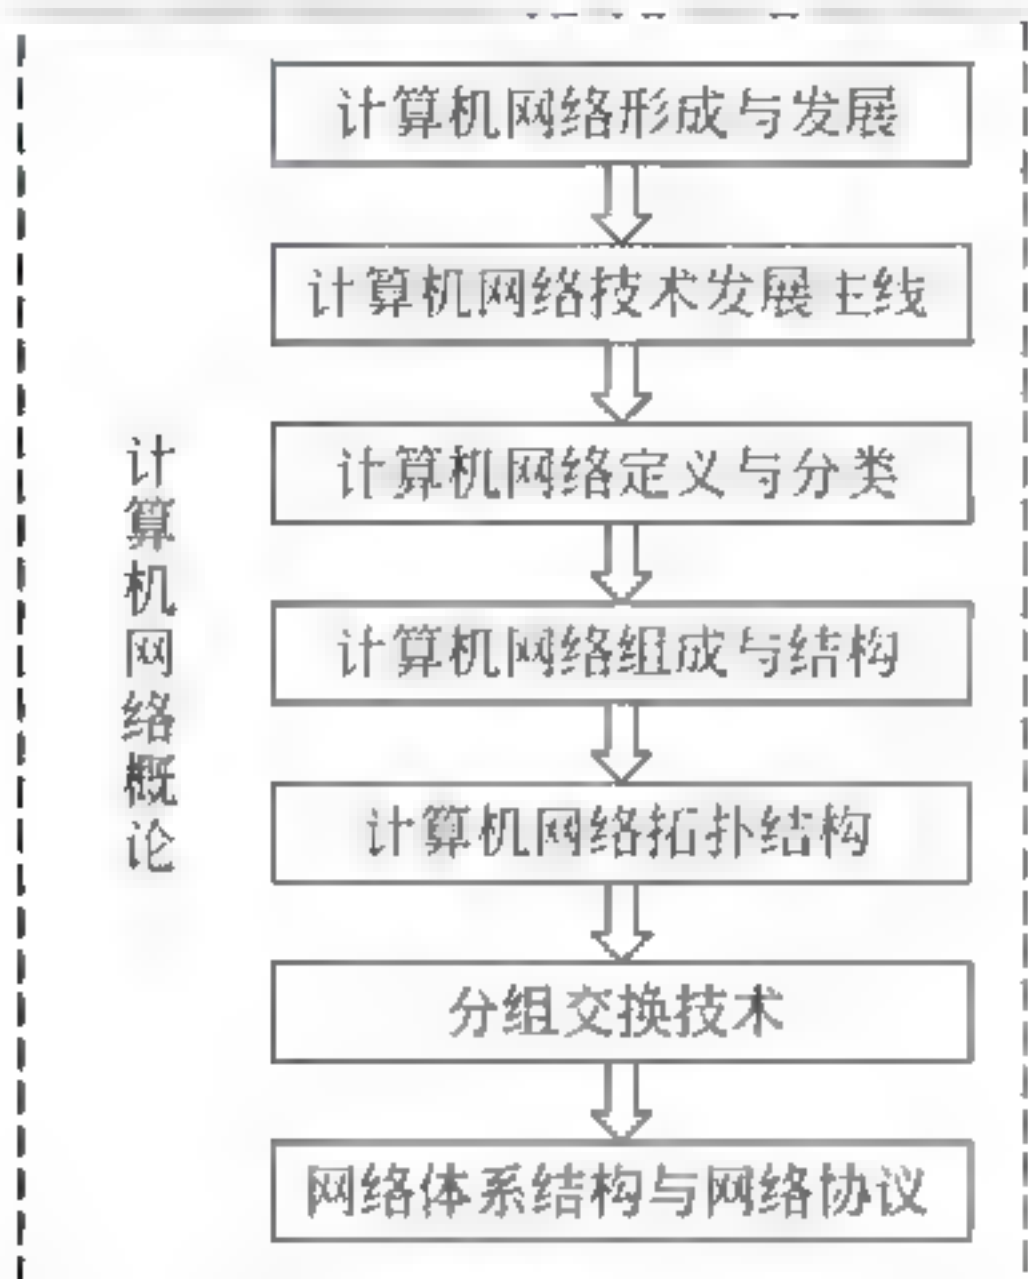 计算机网络形成与发展
计算机网络技术发展主线
计算机网络定义与分类
计算机网络组成与结构
计算机网络拓扑结构
分组交换技术
网络体系结构与网络协议
计算机网络概论